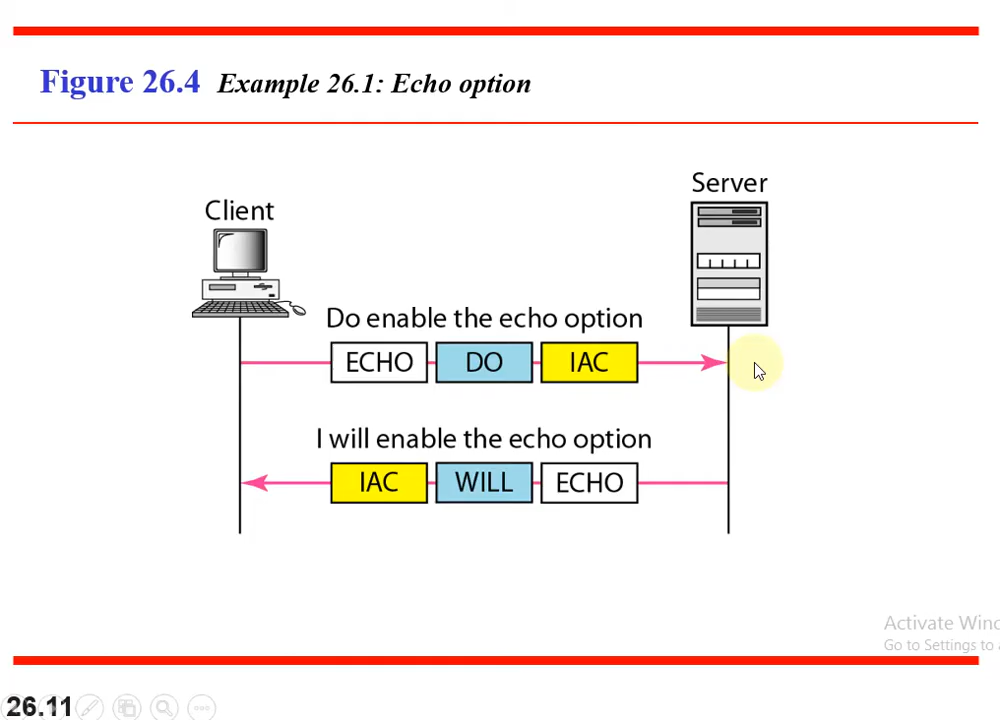 Figure 26.4 Example 26.1: Echo option
Server
Client
Do enable the echo option
ECHO DO IAC
I will enable the echo option
IAC WILL ECHO
Activate
Go to Settings to
26.11